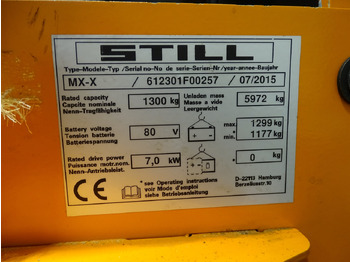 STILL
Type-Modele-Typ /Serial no-No de serie-Serien-Nr/year-annee-Baujahr
MX-X / 612301F00257 / 07/2015
Rated capacity
Capcite nominale
Nenn-Tragfähigkeit
1300 kg
Unladen mass
Masse a vide
Leergewicht
5972 kg
Battery voltage
Tension batterie
Batteriespannung
80 V
max 1299 kg
min 1177 kg
Rated drive power
Puissance motr.nom.
Nenn-Antriebsleist.
7,0 kW
* 0 kg
CE
* see Operating instructions
voir Mode d'emploi
siehe Betriebsanleitung
D-22113 Hamburg
Berzeliusstr.10